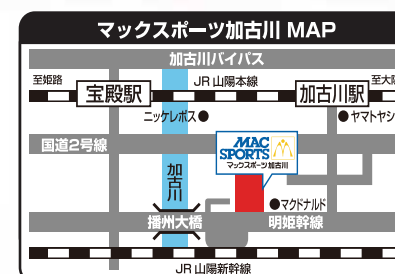 マックスポーツ加古川 MAP
加古川バイパス
至姫路
JR 山陽本線
至大
宝殿駅
加古川駅
ニッケレポス●
●ヤマトヤシ
国道2号線
MAC
SPORTS
マックスポーツ加古川
加古川
●マクドナルド
播州大橋
明姫幹線
JR 山陽新幹線